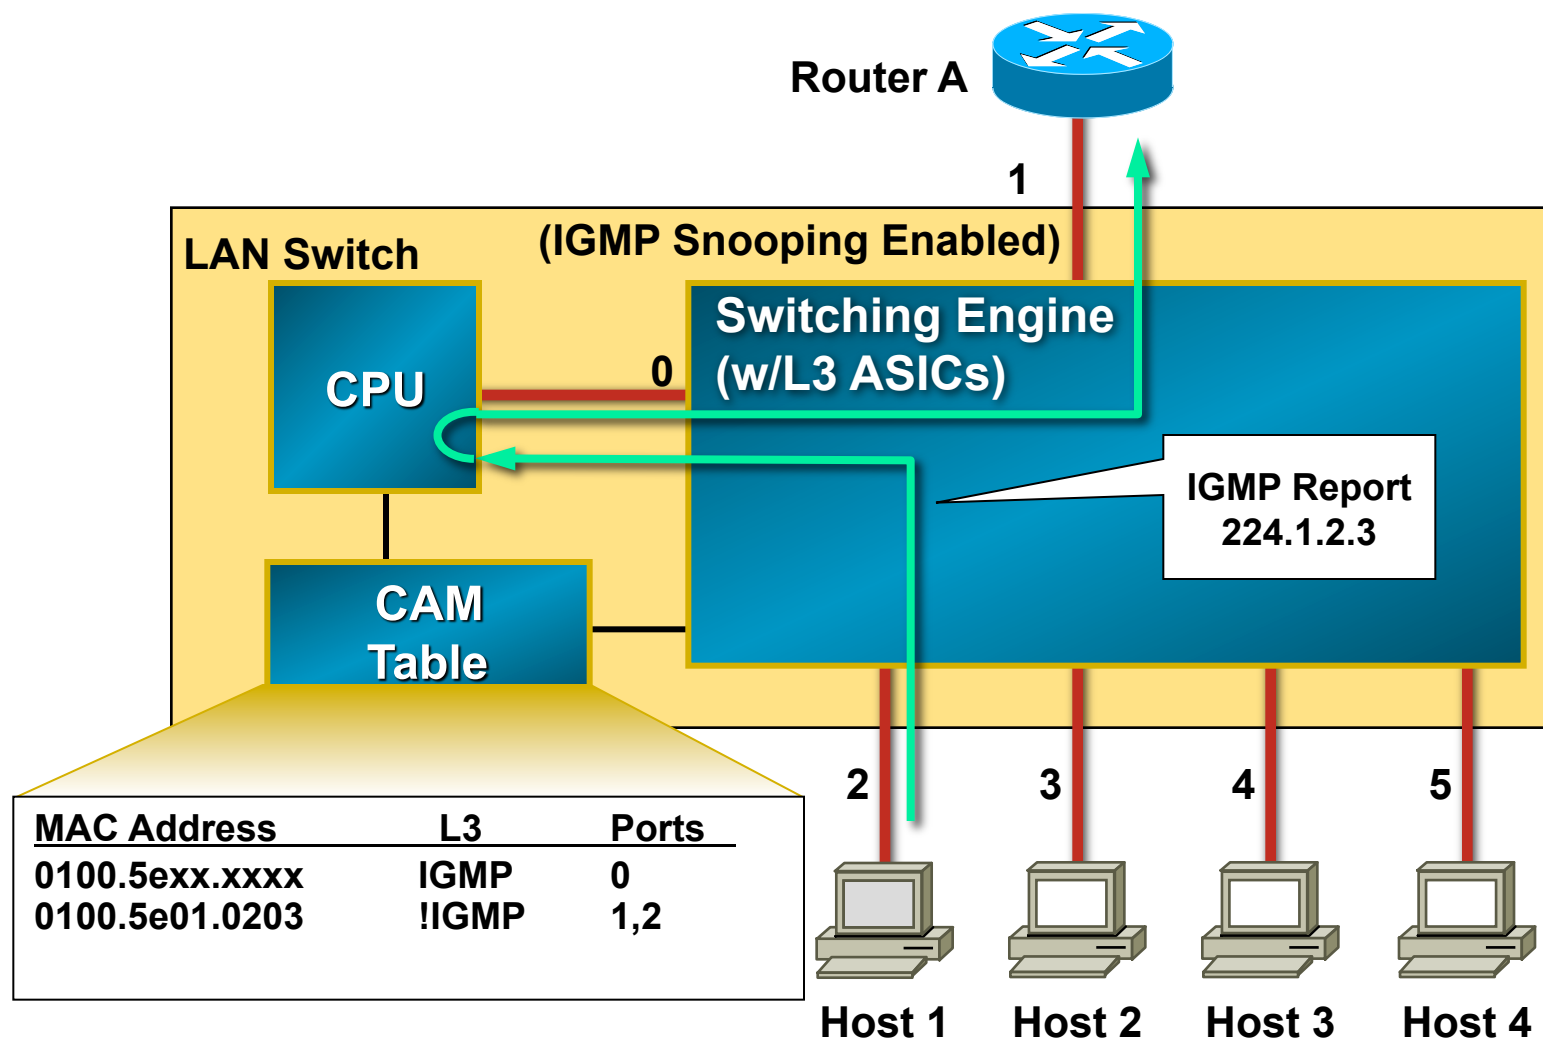 Router A
1
LAN Switch
(IGMP Snooping Enabled)
CPU
0
Switching Engine
(w/L3 ASICs)
IGMP Report
224.1.2.3
CAM
Table
2
3
4
5
MAC Address L3 Ports
0100.5exx.xxxx IGMP 0
0100.5e01.0203 !IGMP 1,2
Host 1
Host 2
Host 3
Host 4